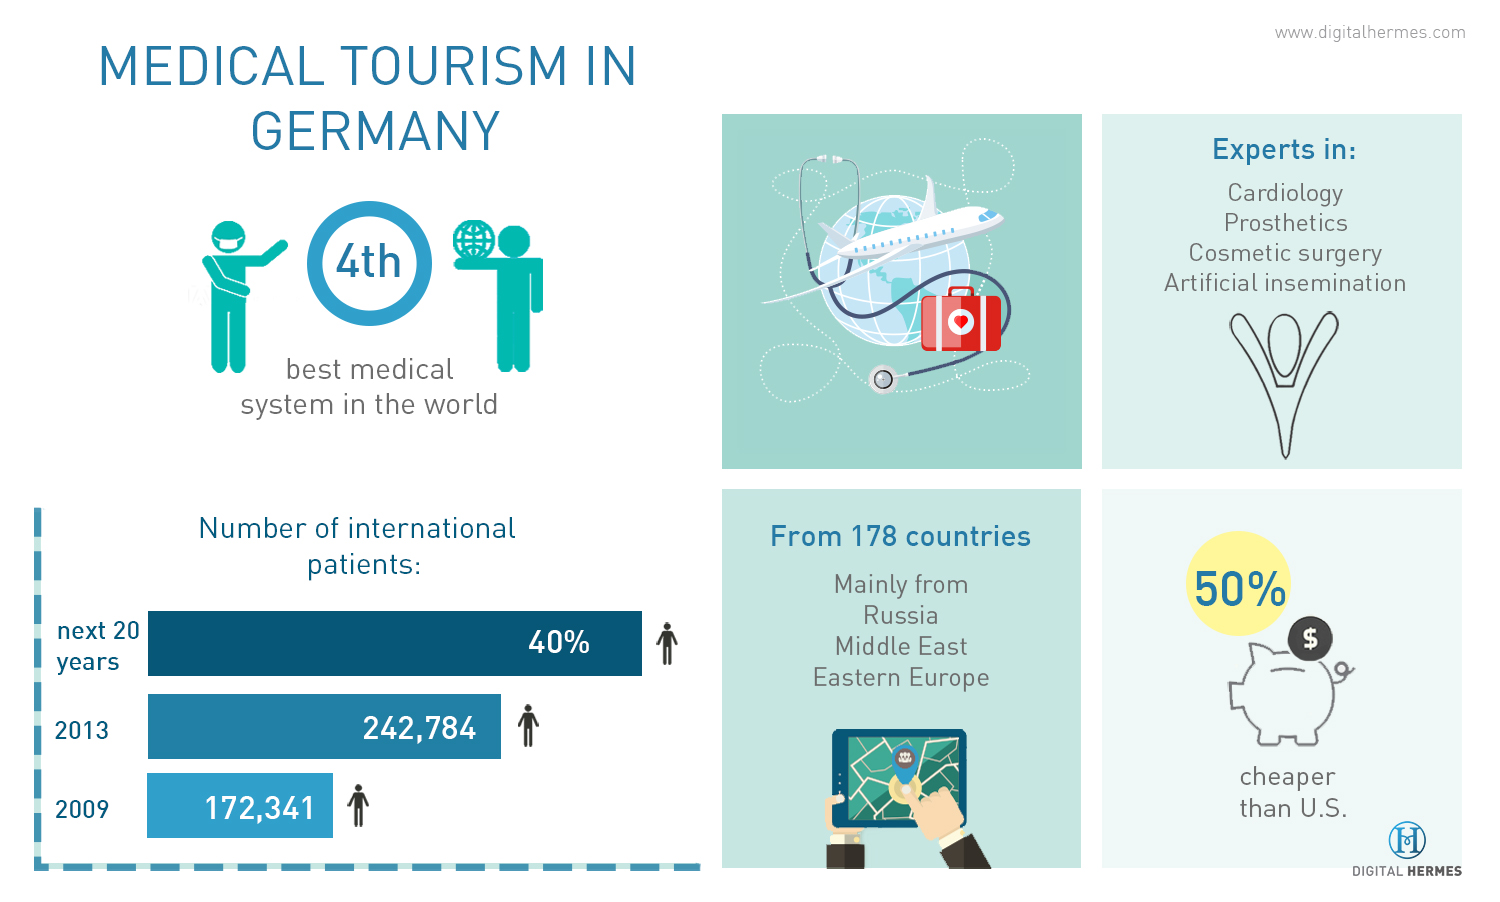 www.digitalhermes.com
MEDICAL TOURISM IN
GERMANY
4th
best medical
system in the world
Experts in:
Cardiology
Prosthetics
Cosmetic surgery
Artificial insemination
Number of international
patients:
next 20
years
40%
2013
242,784
2009
172,341
From 178 countries
Mainly from
Russia
Middle East
Eastern Europe
50%
$
cheaper
than U.S.
H
DIGITAL HERMES